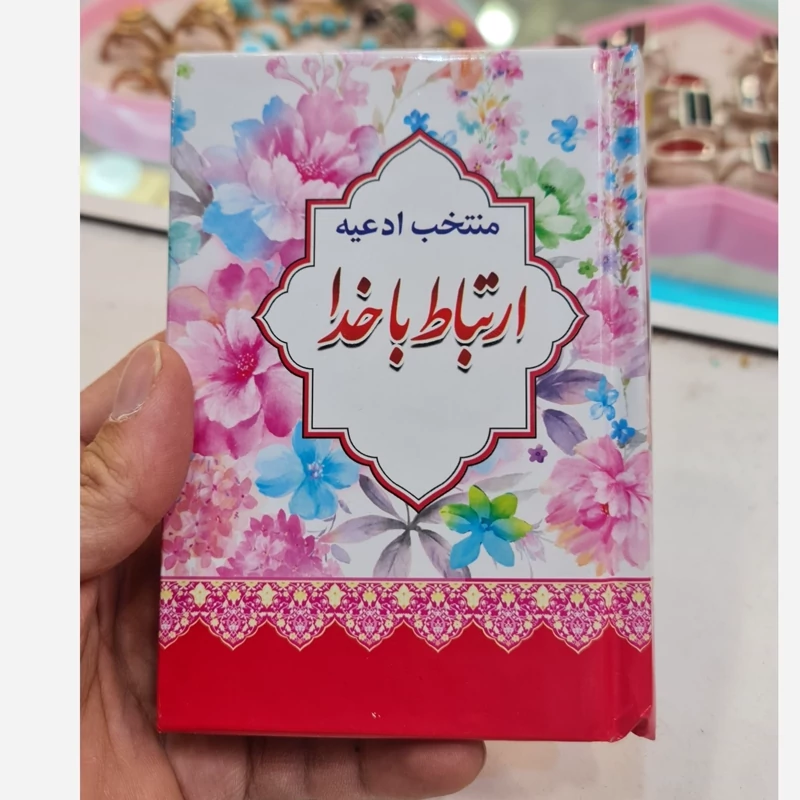 منتخب ادعیه
ارتباط با خدا